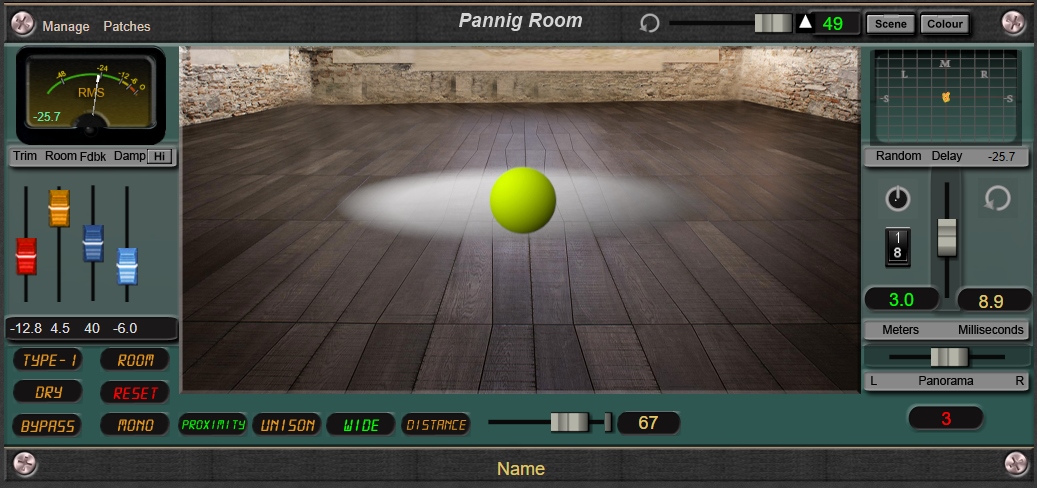 Pannig Room
Manage Patches
49 Scene Colour
-48 -24 -12 -6 0
RMS
-25.7
M
L R
-S -S
Trim Room Fdbk Damp Hi
Random Delay -25.7
1
8
3.0 8.9
-12.8 4.5 40 -6.0
Meters Milliseconds
TYPE-1 ROOM
L Panorama R
DRY RESET
BYPASS MONO PROXIMITY UNISON WIDE DISTANCE 67
3
Name